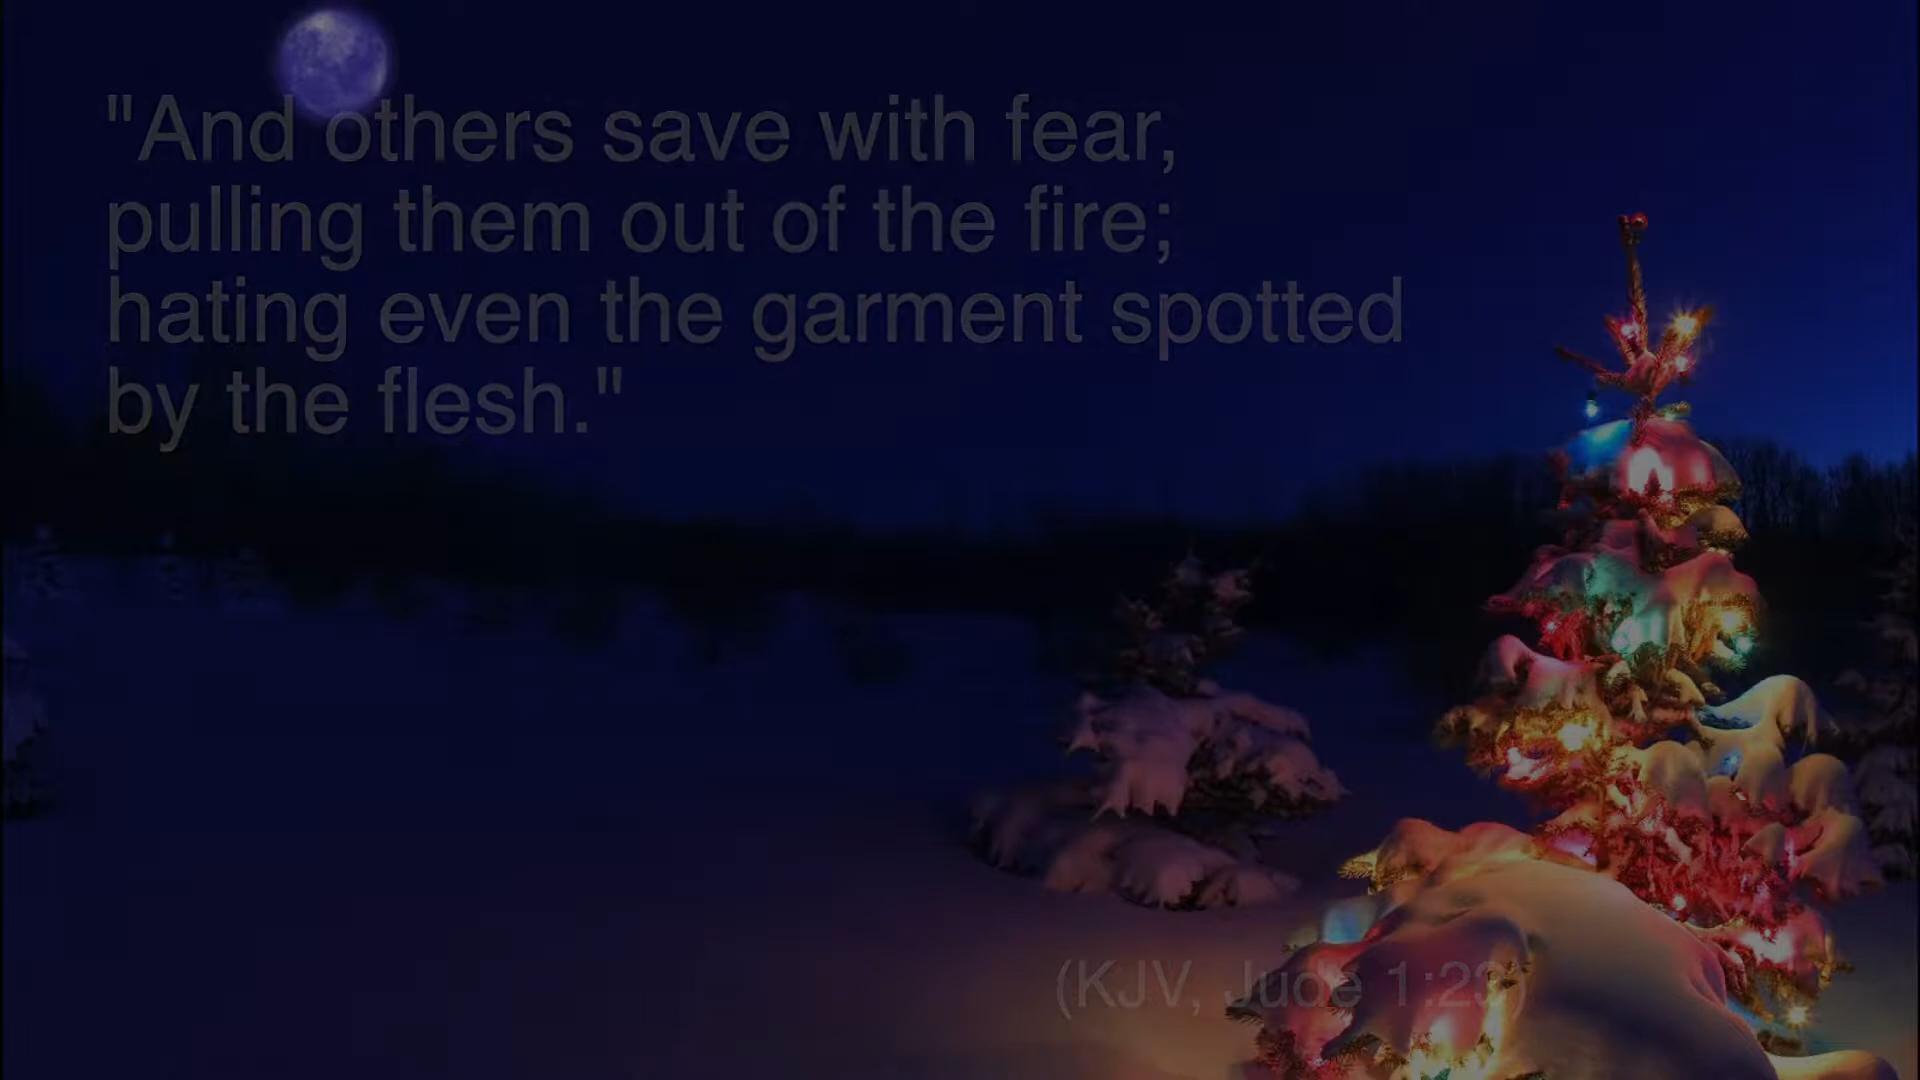 "And others save with fear,
pulling them out of the fire;
hating even the garment spotted
by the flesh."
(KJV, Jude 1:23)